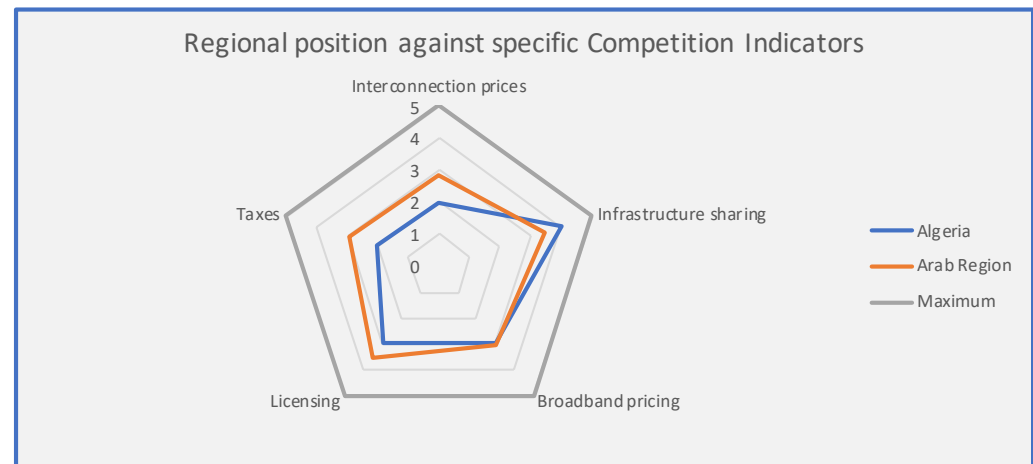 Regional position against specific Competition Indicators
Interconnection prices
5
4
3
2
1
0
Infrastructure sharing
Taxes
Licensing
Broadband pricing
Algeria
Arab Region
Maximum